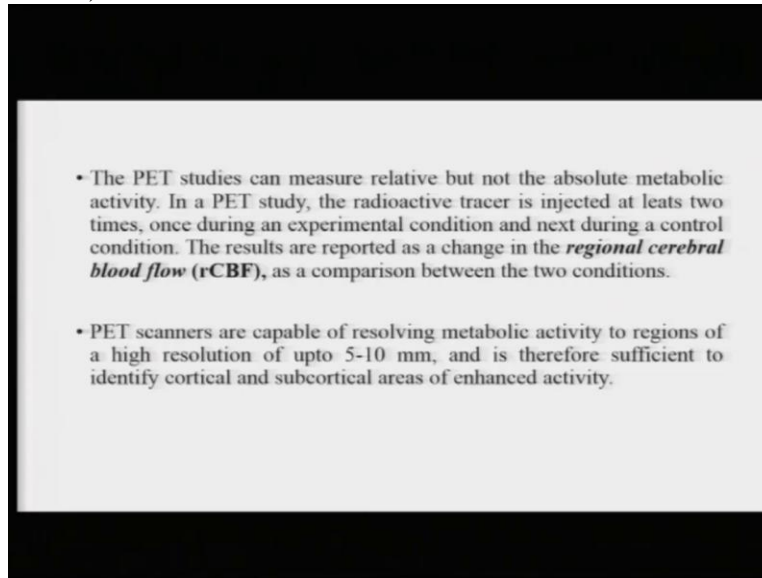 • The PET studies can measure relative but not the absolute metabolic
activity. In a PET study, the radioactive tracer is injected at leats two
times, once during an experimental condition and next during a control
condition. The results are reported as a change in the regional cerebral
blood flow (rCBF), as a comparison between the two conditions.
• PET scanners are capable of resolving metabolic activity to regions of
a high resolution of upto 5-10 mm, and is therefore sufficient to
identify cortical and subcortical areas of enhanced activity.